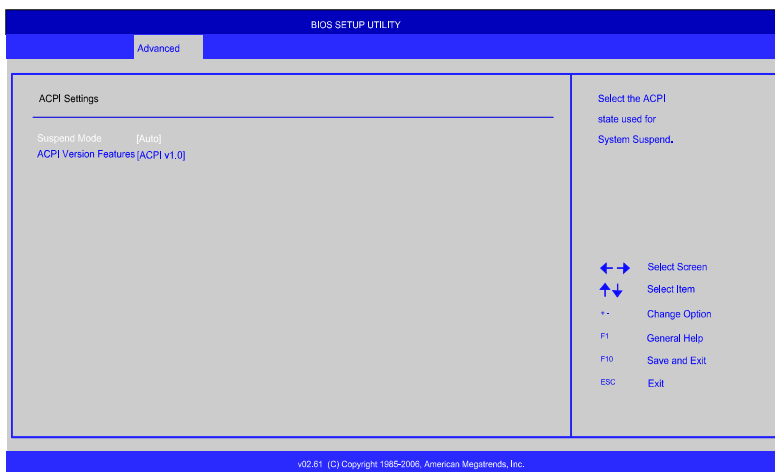 BIOS SETUP UTILITY
Advanced
ACPI Settings
Suspend Mode [Auto]
ACPI Version Features [ACPI v1.0]
Select the ACPI
state used for
System Suspend.
Select Screen
Select Item
+ - Change Option
F1 General Help
F10 Save and Exit
ESC Exit
v02.61 (C) Copyright 1985-2006, American Megatrends, Inc.